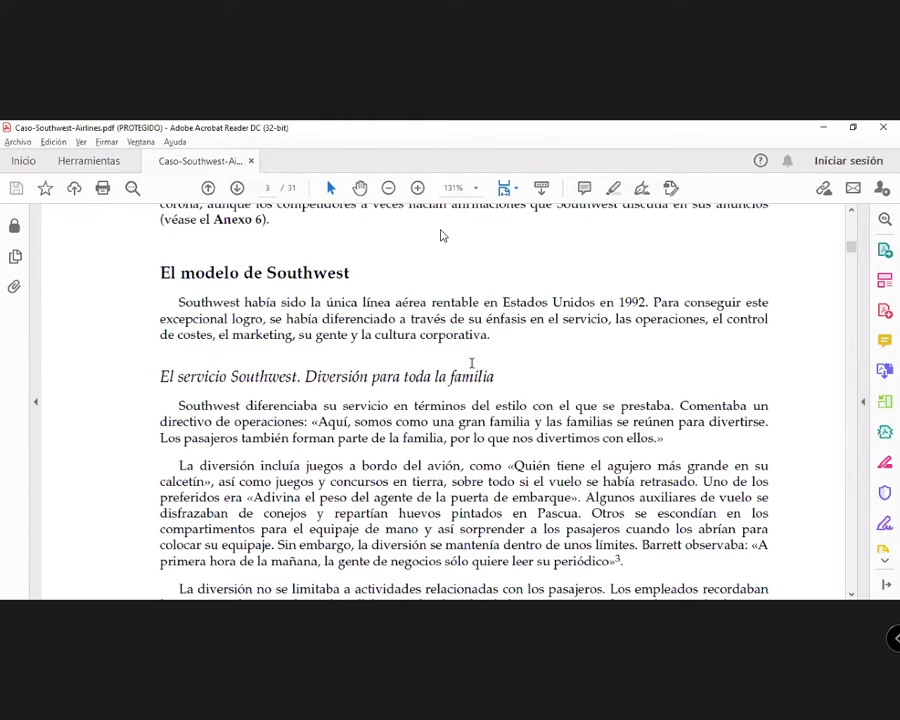 Caso-Southwest-Airlines.pdf (PROTEGIDO) - Adobe Acrobat Reader DC (32-bit)
Archivo Edición Ver Firmar Ventana Ayuda
Inicio Herramientas Caso-Southwest-Ai... × Iniciar sesión
3 / 31 131%
corona, aunque los competidores a veces hacían afirmaciones que Southwest discutía en sus anuncios
(véase el Anexo 6).
El modelo de Southwest
Southwest había sido la única línea aérea rentable en Estados Unidos en 1992. Para conseguir este
excepcional logro, se había diferenciado a través de su énfasis en el servicio, las operaciones, el control
de costes, el marketing, su gente y la cultura corporativa.
El servicio Southwest. Diversión para toda la familia
Southwest diferenciaba su servicio en términos del estilo con el que se prestaba. Comentaba un
directivo de operaciones: «Aquí, somos como una gran familia y las familias se reúnen para divertirse.
Los pasajeros también forman parte de la familia, por lo que nos divertimos con ellos.»
La diversión incluía juegos a bordo del avión, como «Quién tiene el agujero más grande en su
calcetín», así como juegos y concursos en tierra, sobre todo si el vuelo se había retrasado. Uno de los
preferidos era «Adivina el peso del agente de la puerta de embarque». Algunos auxiliares de vuelo se
disfrazaban de conejos y repartían huevos pintados en Pascua. Otros se escondían en los
compartimentos para el equipaje de mano y así sorprender a los pasajeros cuando los abrían para
colocar su equipaje. Sin embargo, la diversión se mantenía dentro de unos límites. Barrett observaba: «A
primera hora de la mañana, la gente de negocios sólo quiere leer su periódico»³.
La diversión no se limitaba a actividades relacionadas con los pasajeros. Los empleados recordaban